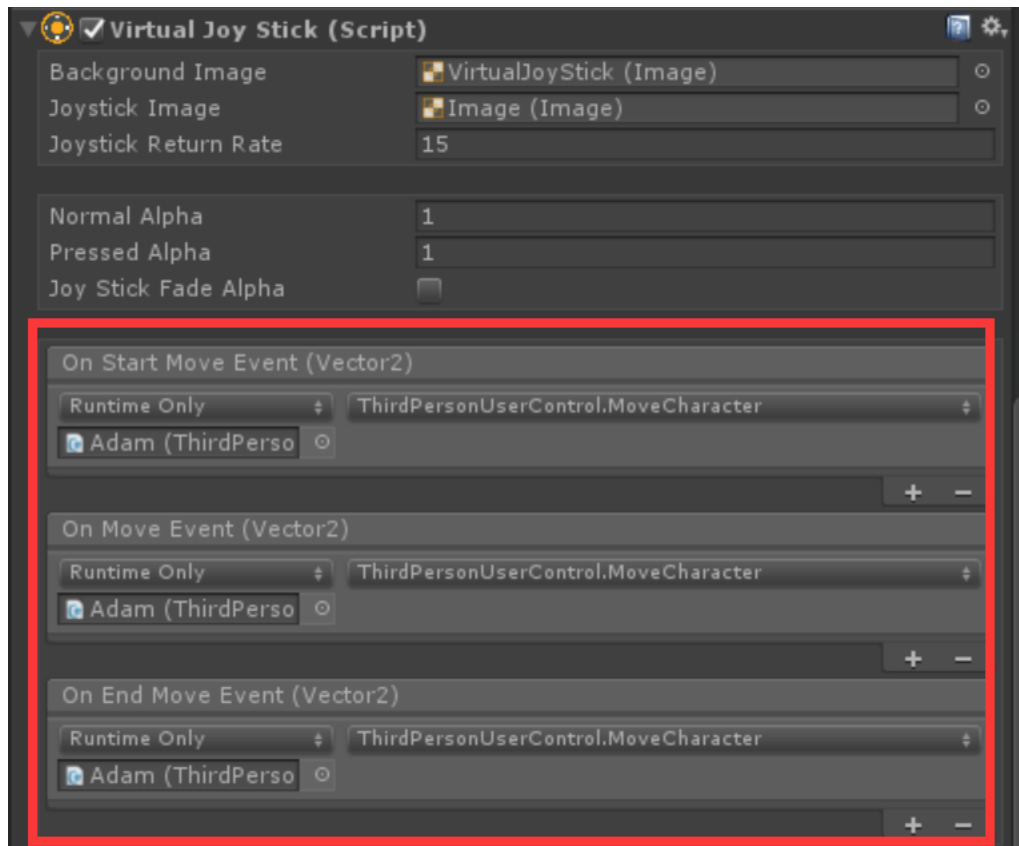 Virtual Joy Stick (Script)
Background Image VirtualJoyStick (Image)
Joystick Image Image (Image)
Joystick Return Rate 15
Normal Alpha 1
Pressed Alpha 1
Joy Stick Fade Alpha
On Start Move Event (Vector2)
Runtime Only ThirdPersonUserControl.MoveCharacter
Adam (ThirdPerso
+ −
On Move Event (Vector2)
Runtime Only ThirdPersonUserControl.MoveCharacter
Adam (ThirdPerso
+ −
On End Move Event (Vector2)
Runtime Only ThirdPersonUserControl.MoveCharacter
Adam (ThirdPerso
+ −